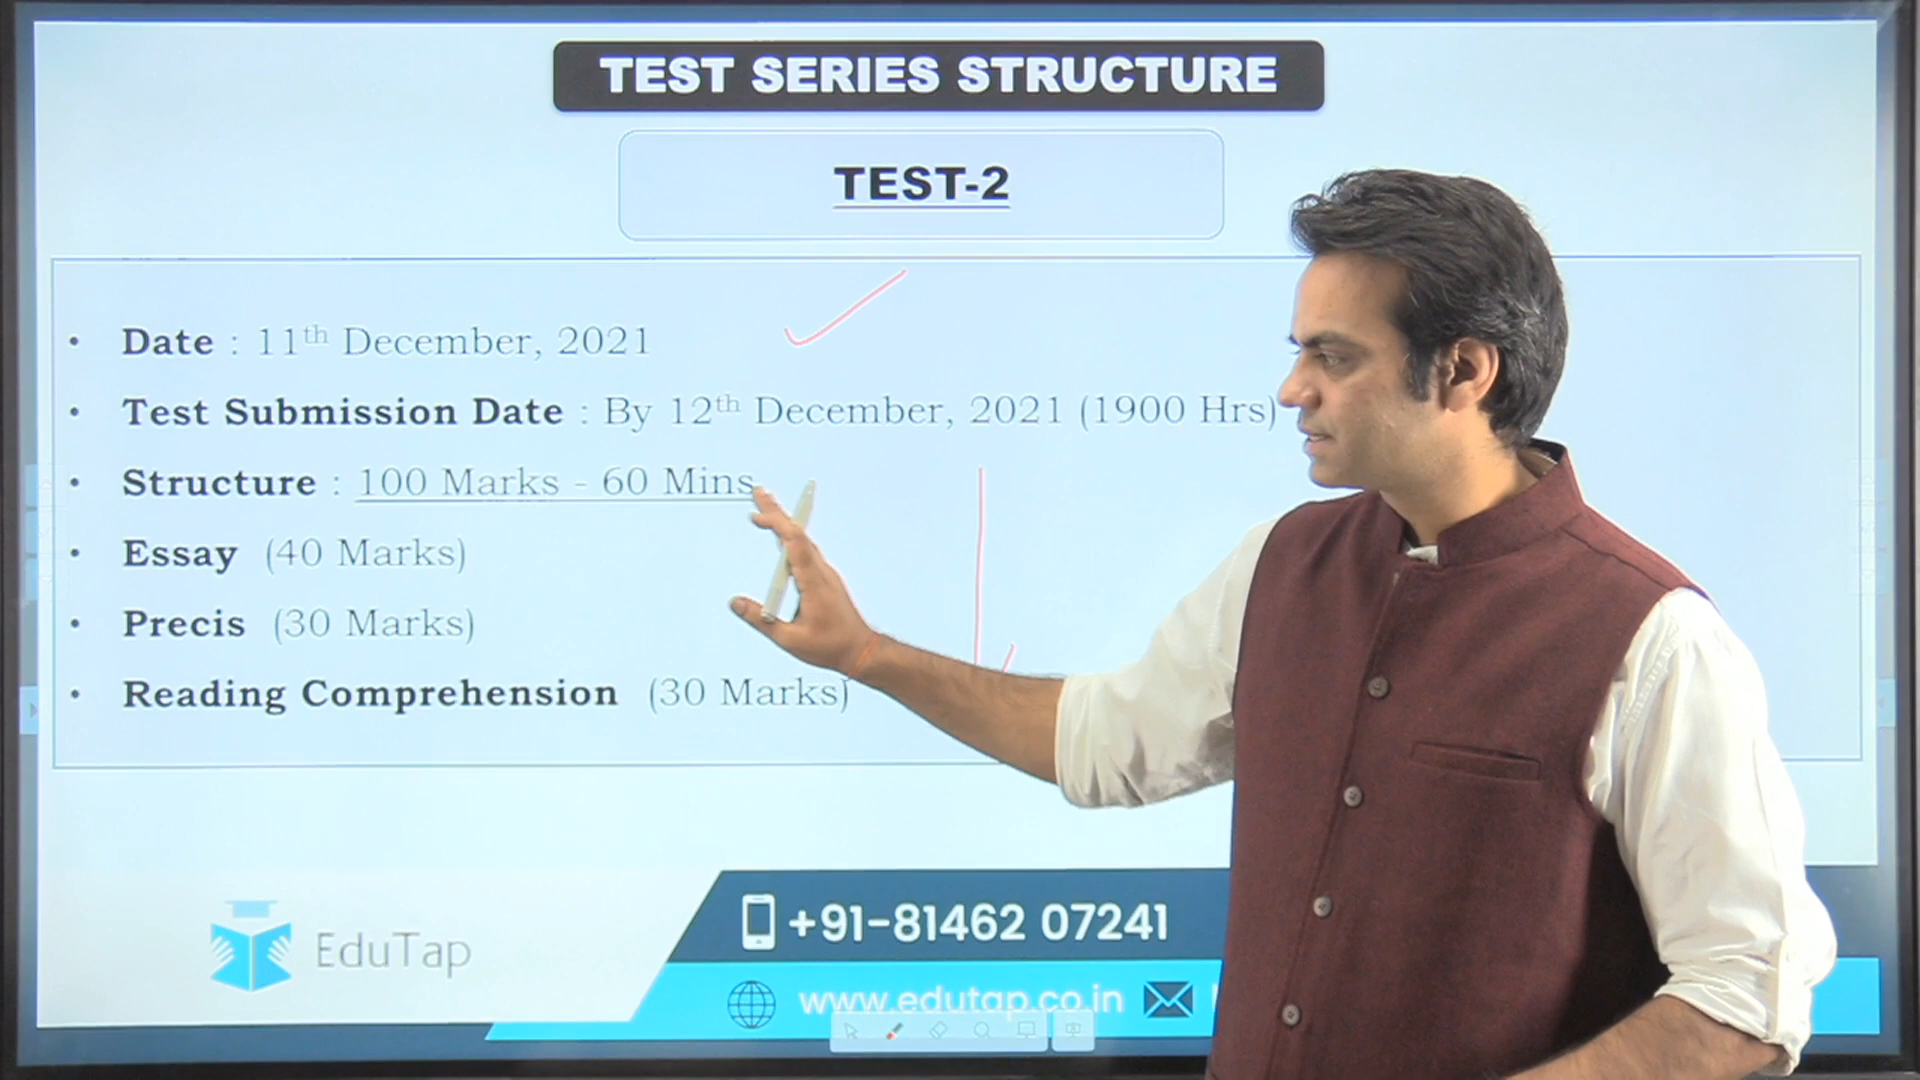 TEST SERIES STRUCTURE
TEST-2
• Date : 11th December, 2021
• Test Submission Date : By 12th December, 2021 (1900 Hrs)
• Structure : 100 Marks - 60 Mins
• Essay (40 Marks)
• Precis (30 Marks)
• Reading Comprehension (30 Marks)
EduTap
+91-81462 07241
www.edutap.co.in